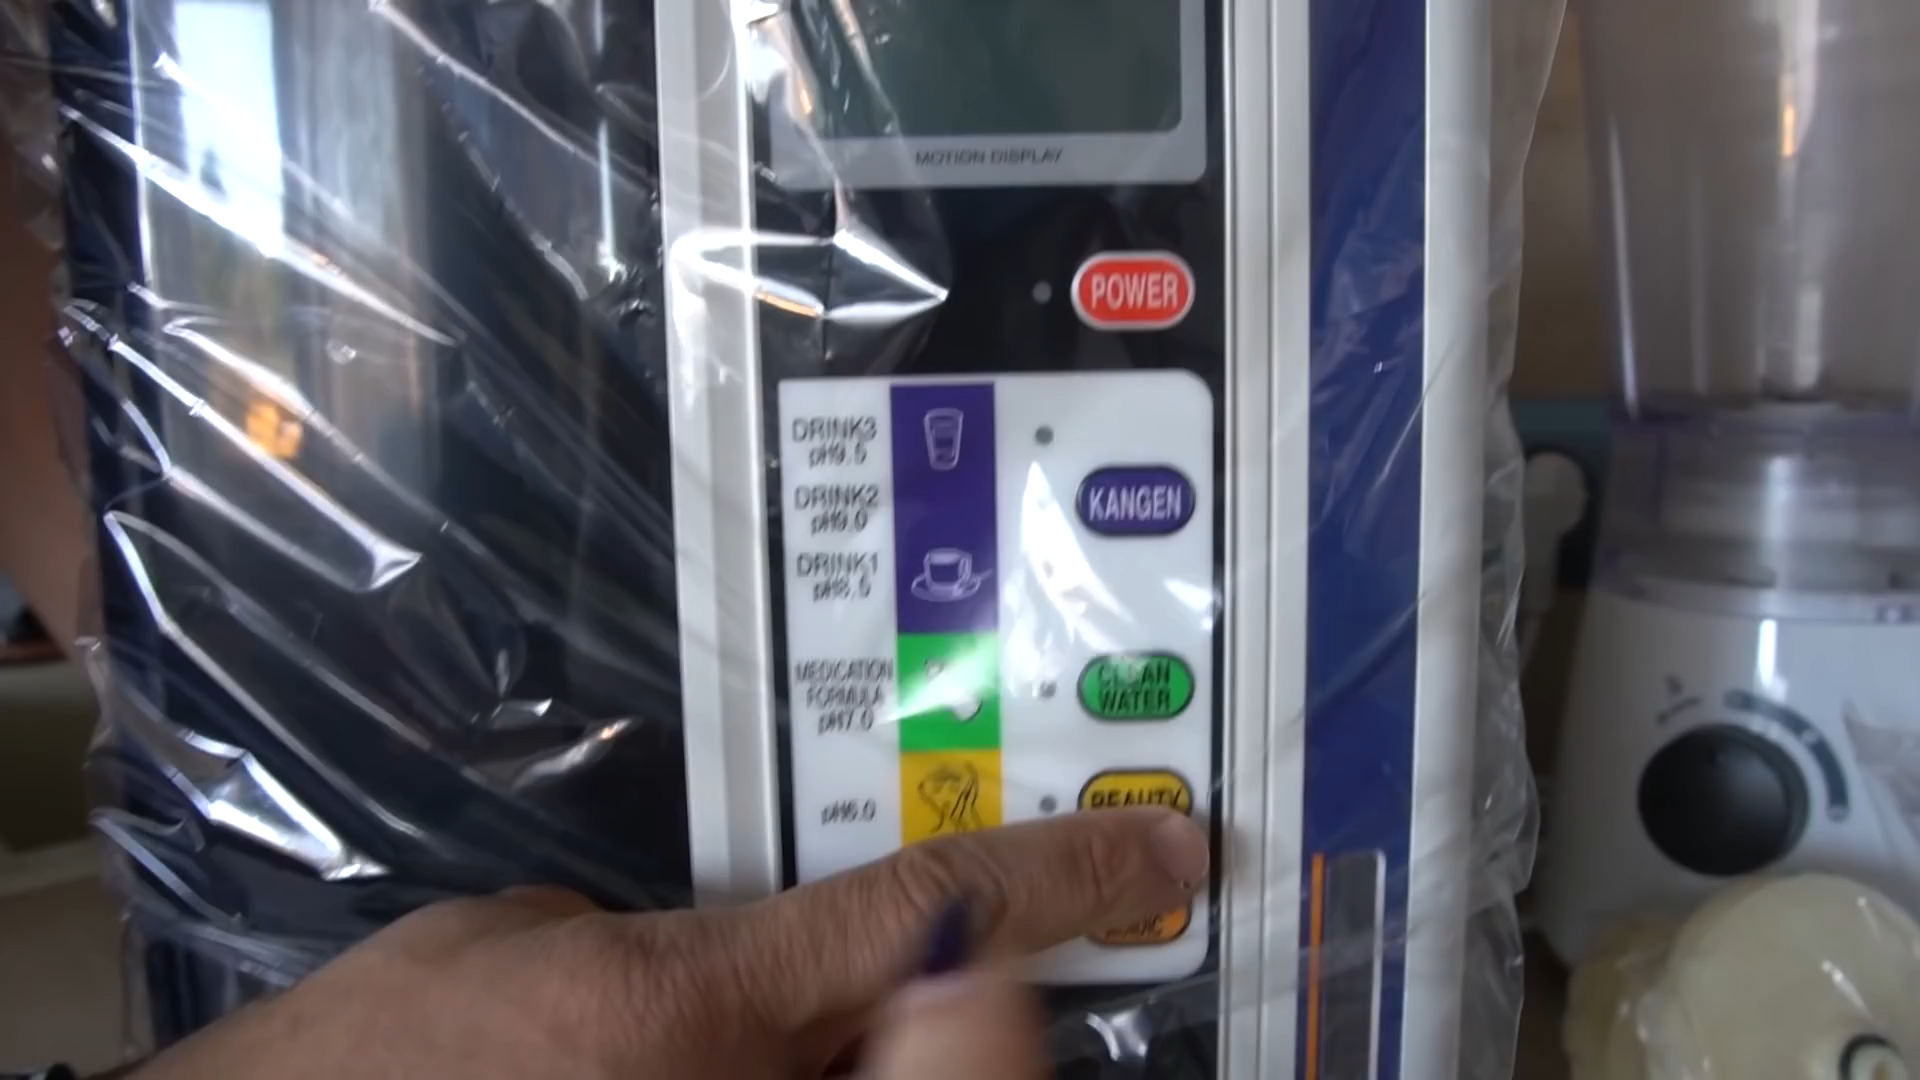 MOTION DISPLAY
POWER
DRINK3
pH9.5
DRINK2
pH9.0
KANGEN
DRINK1
pH8.5
MEDICATION
FORMULA
pH7.0
CLEAN
WATER
pH6.0
BEAUTY